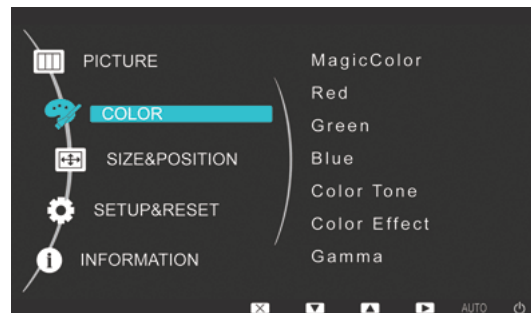 PICTURE
COLOR
SIZE&POSITION
SETUP&RESET
INFORMATION
MagicColor
Red
Green
Blue
Color Tone
Color Effect
Gamma
AUTO